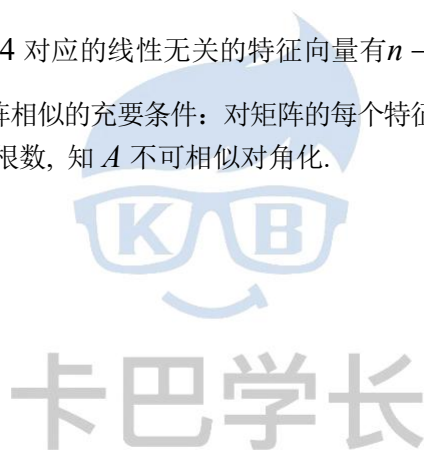 4 对应的线性无关的特征向量有n −
阵相似的充要条件：对矩阵的每个特征
根数, 知 A 不可相似对角化.
K B
卡巴学长